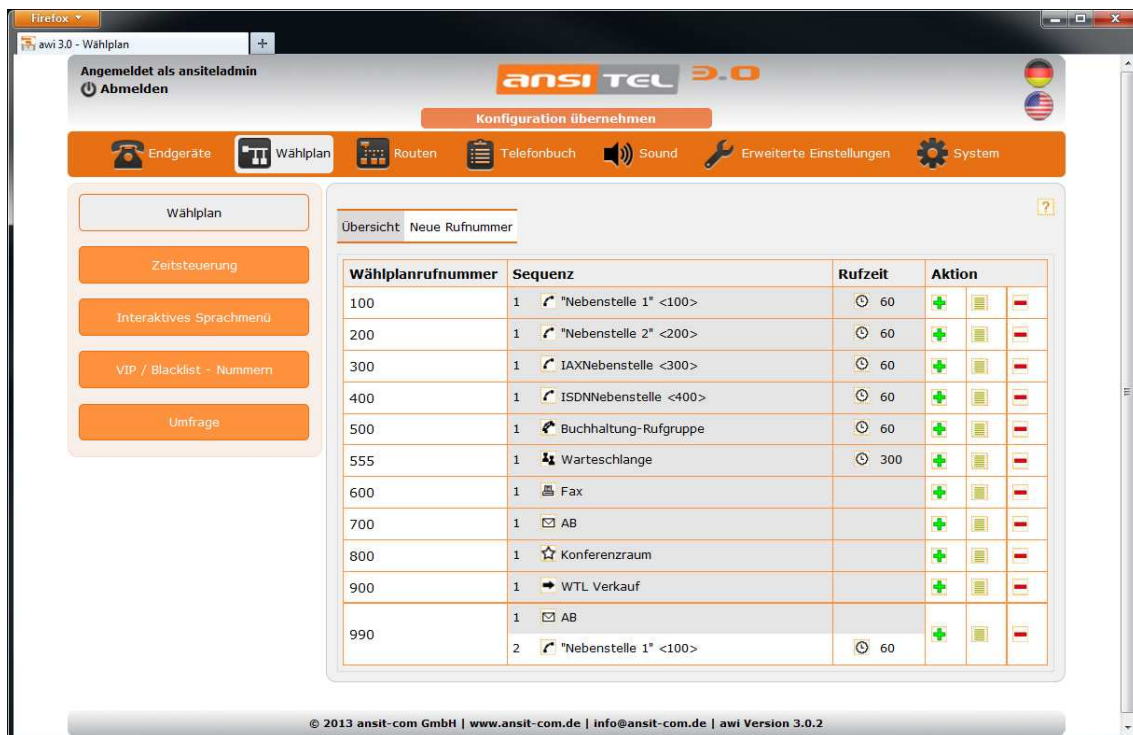 Firefox
awi 3.0 - Wählplan
Angemeldet als ansiteladmin
Abmelden
ansi TEL 3.0
Konfiguration übernehmen
Endgeräte Wählplan Routen Telefonbuch Sound Erweiterte Einstellungen System
Wählplan
Zeitsteuerung
Interaktives Sprachmenü
VIP / Blacklist - Nummern
Umfrage
?
Übersicht Neue Rufnummer
Wählplanrufnummer Sequenz Rufzeit Aktion
100 1 "Nebenstelle 1" <100> 60
200 1 "Nebenstelle 2" <200> 60
300 1 IAXNebenstelle <300> 60
400 1 ISDNNebenstelle <400> 60
500 1 Buchhaltung-Rufgruppe 60
555 1 Warteschlange 300
600 1 Fax
700 1 AB
800 1 Konferenzraum
900 1 WTL Verkauf
990 1 AB
2 "Nebenstelle 1" <100> 60
© 2013 ansit-com GmbH | www.ansit-com.de | info@ansit-com.de | awi Version 3.0.2